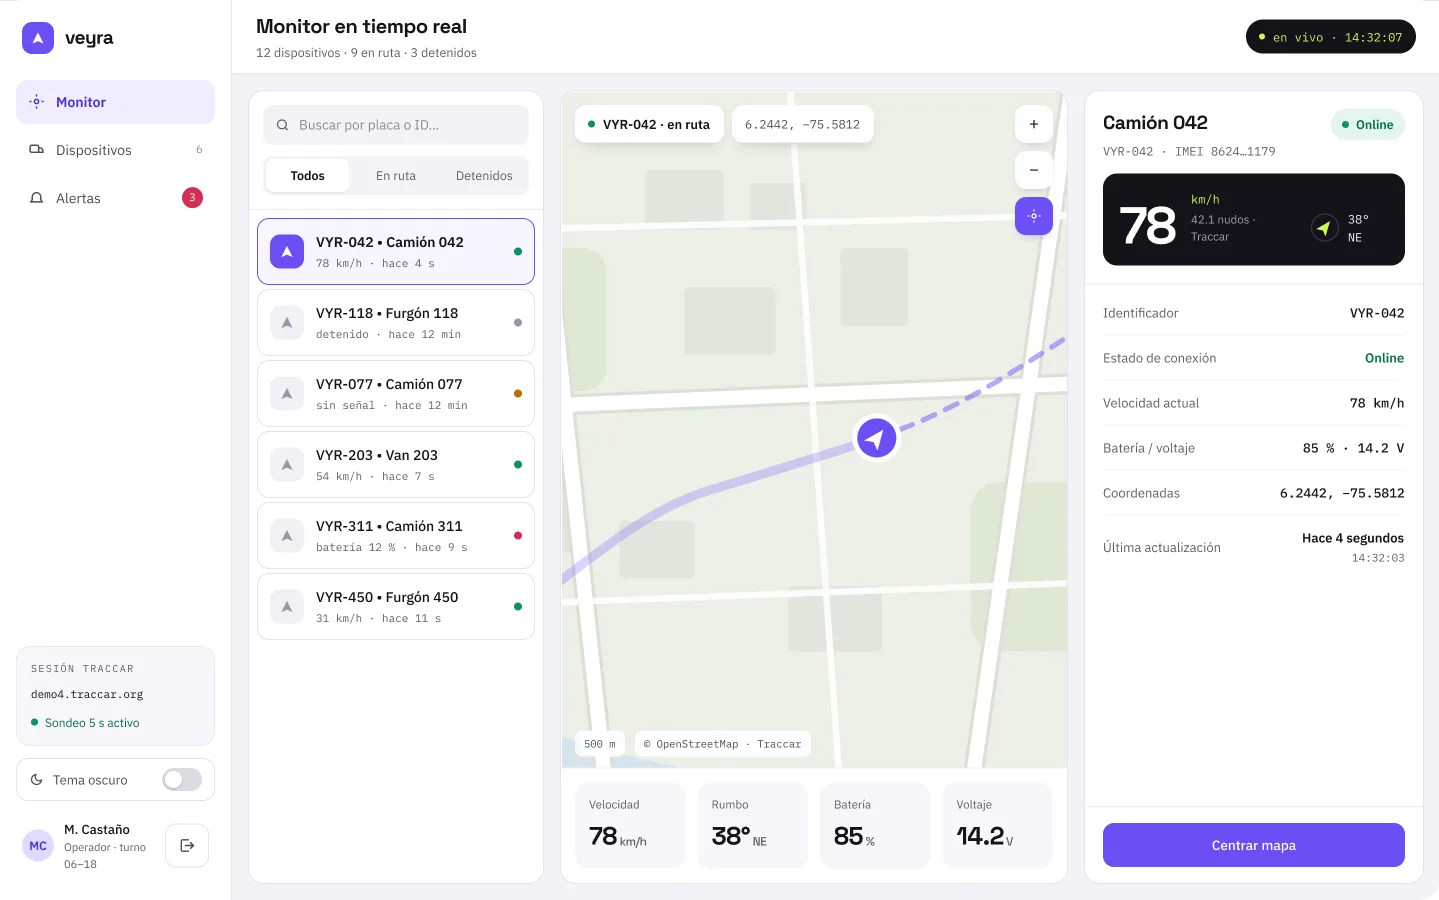 veyra
Monitor
Dispositivos 6
Alertas 3
SESIÓN TRACCAR
demo4.traccar.org
Sondeo 5 s activo
Tema oscuro
MC
M. Castaño
Operador · turno
06–18
Monitor en tiempo real
12 dispositivos · 9 en ruta · 3 detenidos
en vivo · 14:32:07
Buscar por placa o ID...
Todos En ruta Detenidos
VYR-042 • Camión 042
78 km/h · hace 4 s
VYR-118 • Furgón 118
detenido · hace 12 min
VYR-077 • Camión 077
sin señal · hace 12 min
VYR-203 • Van 203
54 km/h · hace 7 s
VYR-311 • Camión 311
batería 12 % · hace 9 s
VYR-450 • Furgón 450
31 km/h · hace 11 s
VYR-042 · en ruta
6.2442, −75.5812
+
−
500 m
© OpenStreetMap · Traccar
Velocidad
78 km/h
Rumbo
38° NE
Batería
85 %
Voltaje
14.2 V
Camión 042
Online
VYR-042 · IMEI 8624…1179
78
km/h
42.1 nudos ·
Traccar
38°
NE
Identificador VYR-042
Estado de conexión Online
Velocidad actual 78 km/h
Batería / voltaje 85 % · 14.2 V
Coordenadas 6.2442, −75.5812
Última actualización Hace 4 segundos
14:32:03
Centrar mapa